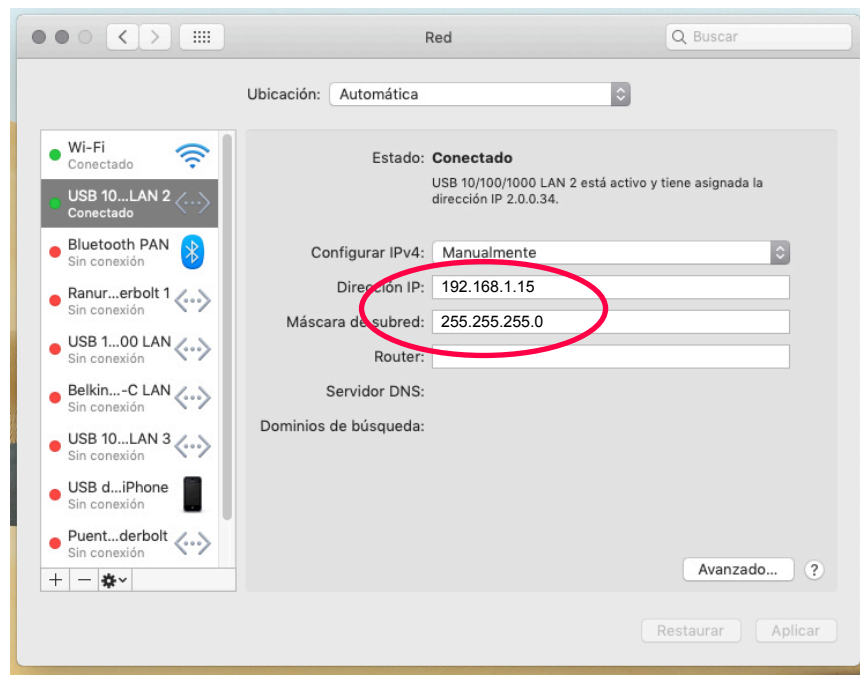 Red
Buscar
Ubicación: Automática
Wi-Fi
Conectado
USB 10...LAN 2
Conectado
Bluetooth PAN
Sin conexión
Ranur...erbolt 1
Sin conexión
USB 1...00 LAN
Sin conexión
Belkin...-C LAN
Sin conexión
USB 10...LAN 3
Sin conexión
USB d...iPhone
Sin conexión
Puent...derbolt
Sin conexión
Estado: Conectado
USB 10/100/1000 LAN 2 está activo y tiene asignada la
dirección IP 2.0.0.34.
Configurar IPv4: Manualmente
Dirección IP: 192.168.1.15
Máscara de subred: 255.255.255.0
Router:
Servidor DNS:
Dominios de búsqueda:
Avanzado... ?
Restaurar Aplicar